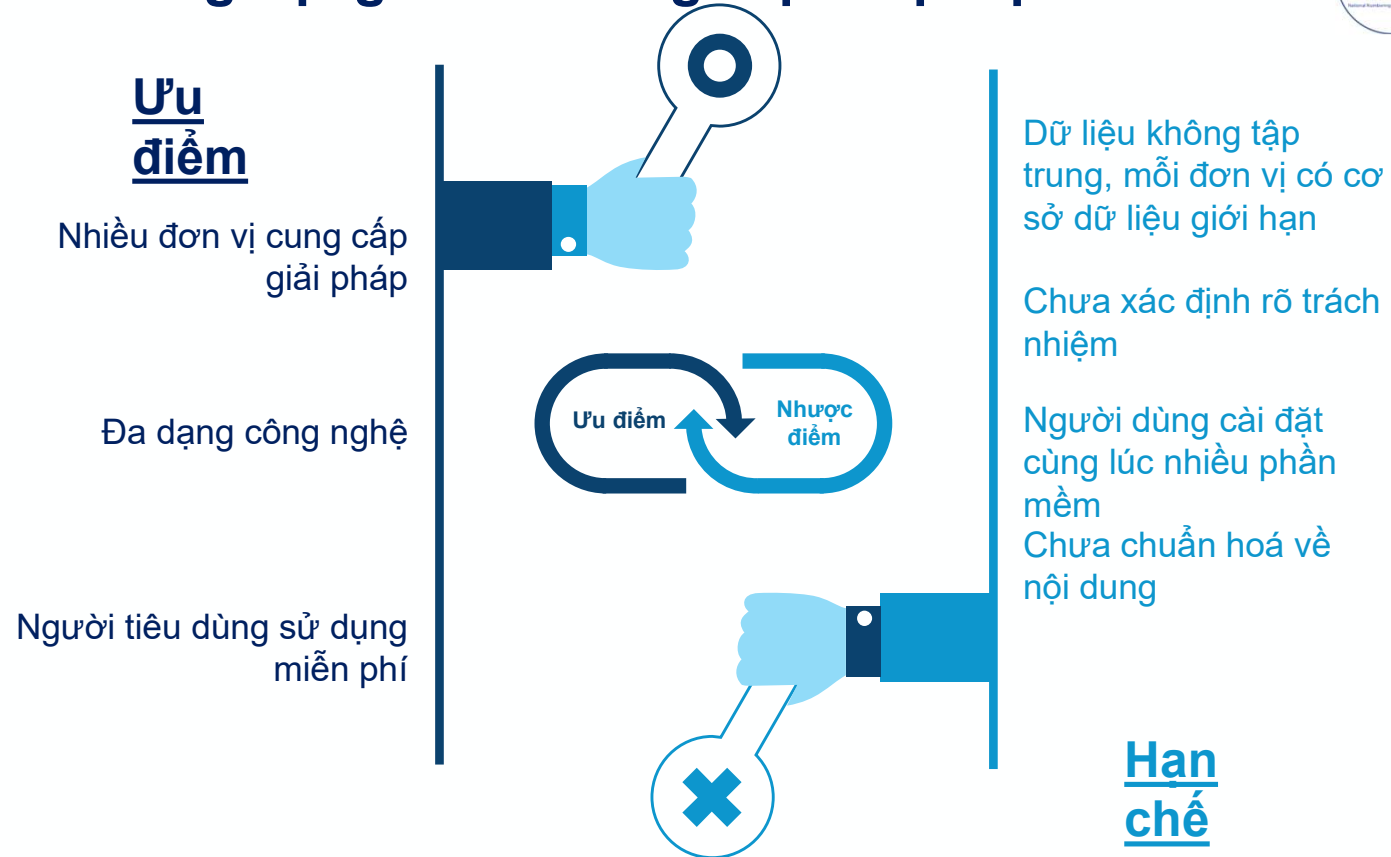 Ưu
điểm
Nhiều đơn vị cung cấp
giải pháp
Đa dạng công nghệ
Người tiêu dùng sử dụng
miễn phí
Ưu điểm
Nhược
điểm
Dữ liệu không tập
trung, mỗi đơn vị có cơ
sở dữ liệu giới hạn
Chưa xác định rõ trách
nhiệm
Người dùng cài đặt
cùng lúc nhiều phần
mềm
Chưa chuẩn hoá về
nội dung
Hạn
chế